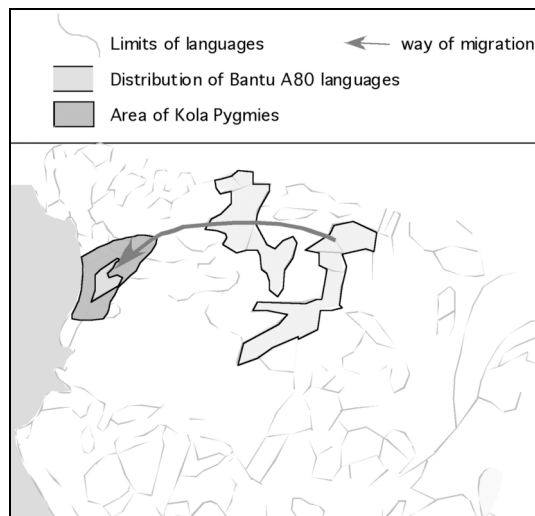 Limits of languages
way of migration
Distribution of Bantu A80 languages
Area of Kola Pygmies